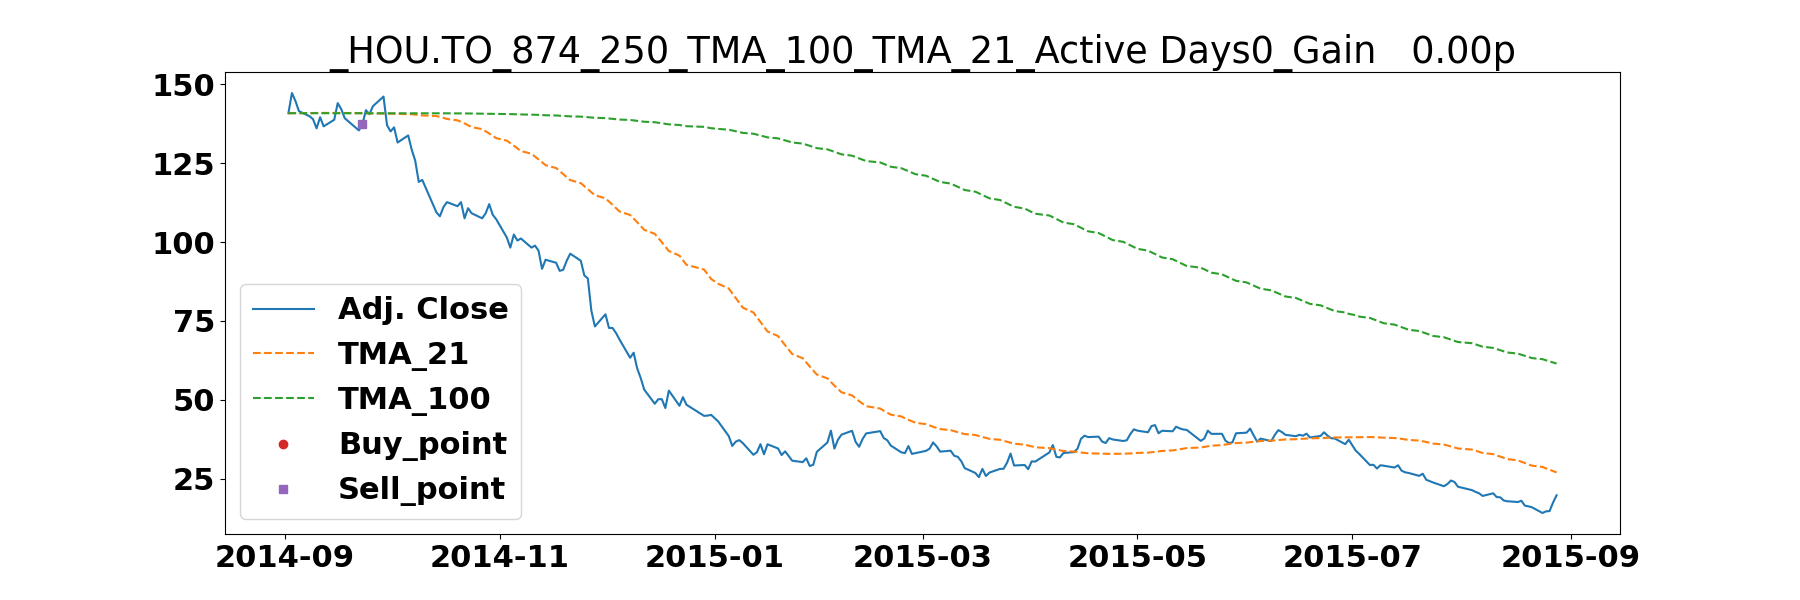 _HOU.TO_874_250_TMA_100_TMA_21_Active Days0_Gain   0.00p
150
125
100
75
50
25
Adj. Close
TMA_21
TMA_100
Buy_point
Sell_point
2014-09 2014-11 2015-01 2015-03 2015-05 2015-07 2015-09